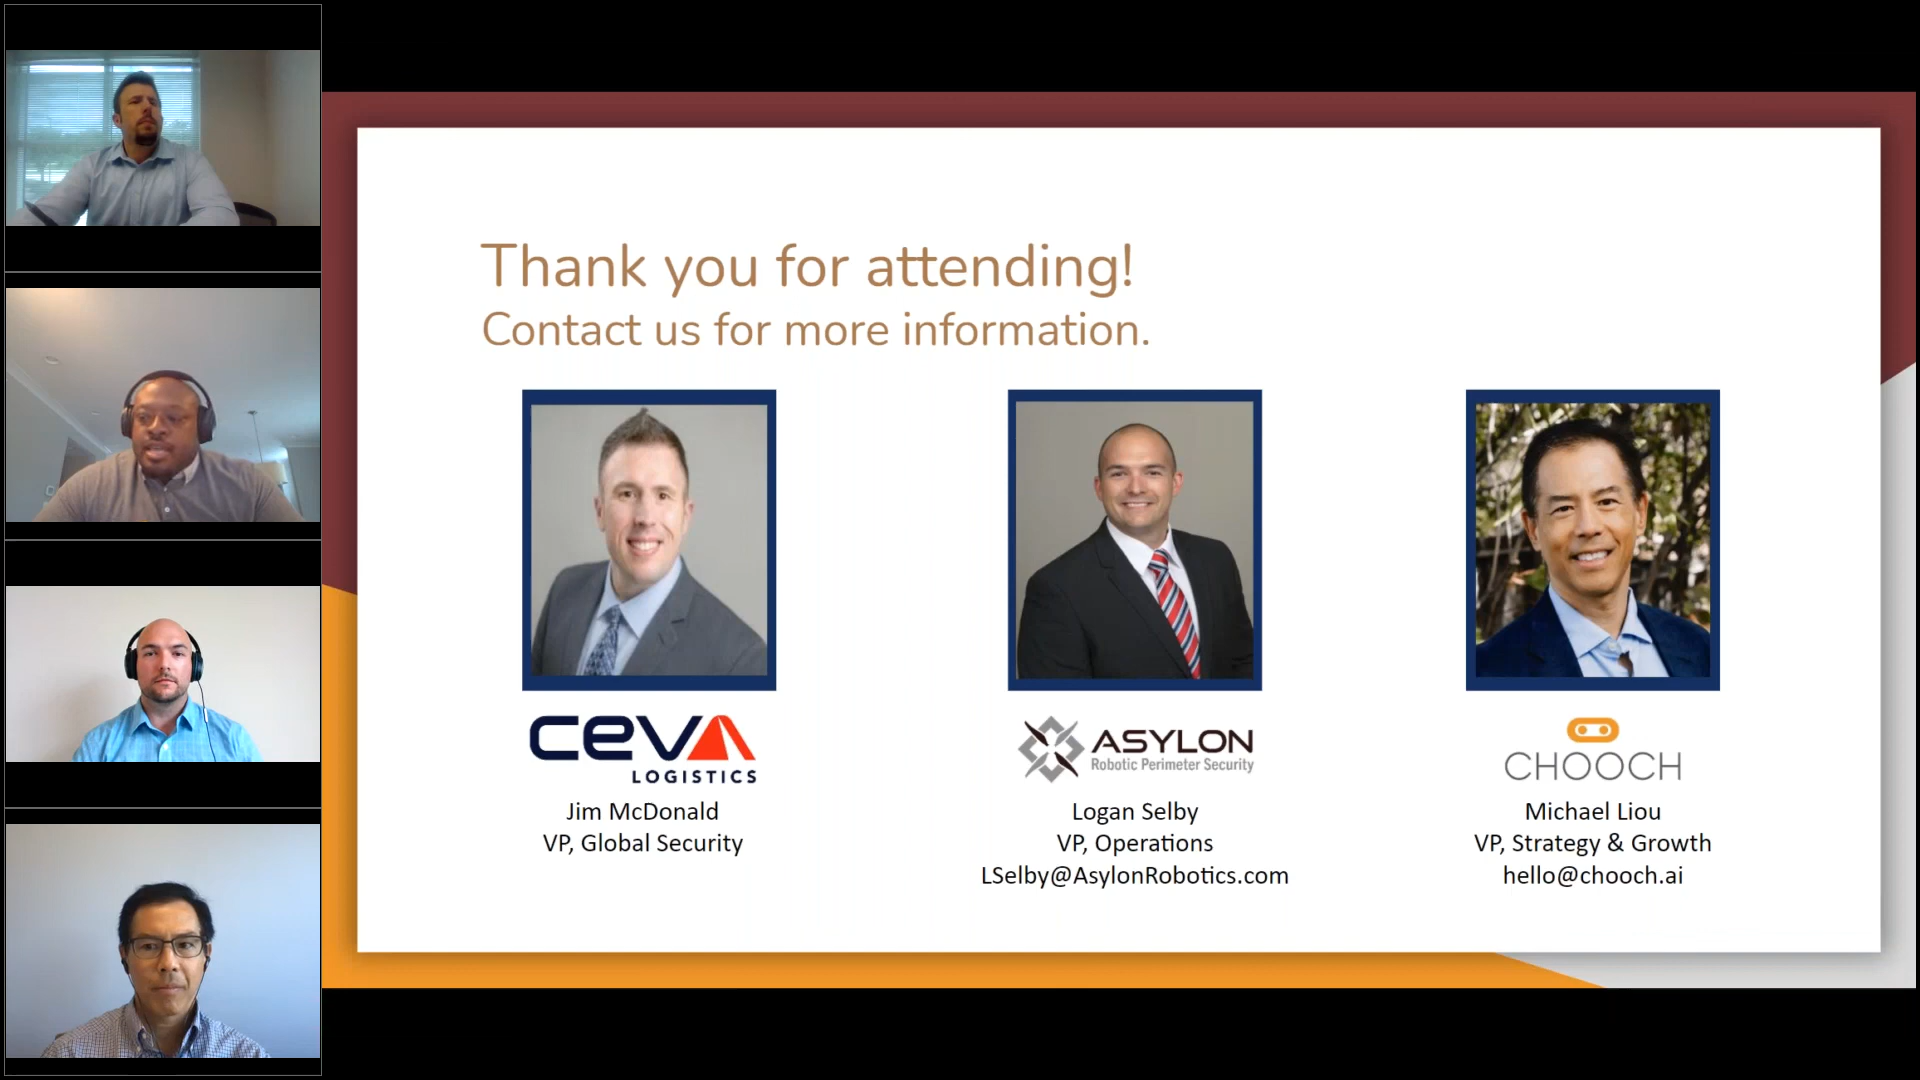 Thank you for attending!
Contact us for more information.
CEVA
LOGISTICS
Jim McDonald
VP, Global Security
ASYLON
Robotic Perimeter Security
Logan Selby
VP, Operations
LSelby@AsylonRobotics.com
CHOOCH
Michael Liou
VP, Strategy & Growth
hello@chooch.ai